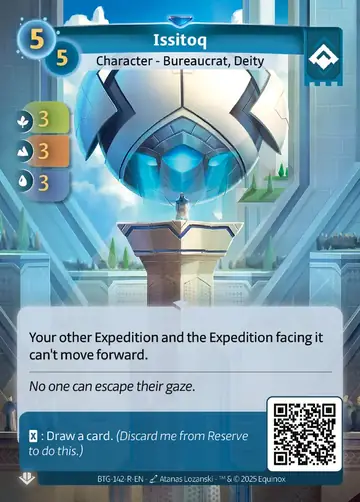 5
Issitoq
5
Character - Bureaucrat, Deity
3
3
3
Your other Expedition and the Expedition facing it
can't move forward.
No one can escape their gaze.
X : Draw a card. (Discard me from Reserve
to do this.)
BTG-142-R-EN - Atanas Lozanski - ™ & © 2025 Equinox